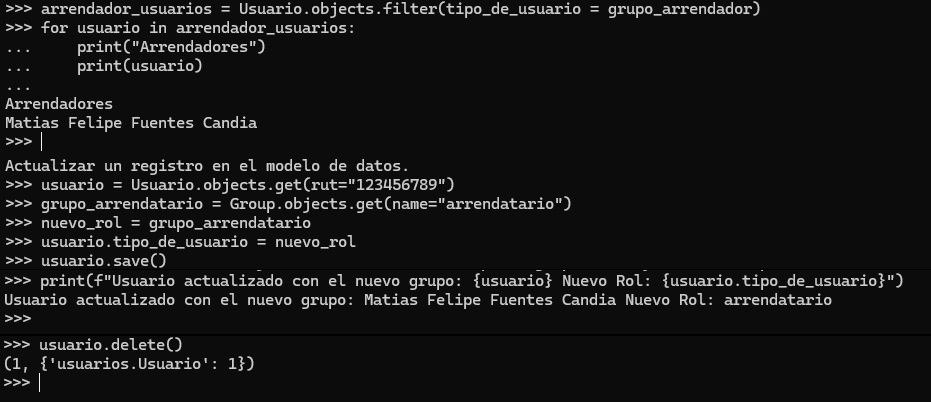 >>> arrendador_usuarios = Usuario.objects.filter(tipo_de_usuario = grupo_arrendador)
>>> for usuario in arrendador_usuarios:
...     print("Arrendadores")
...     print(usuario)
...
Arrendadores
Matias Felipe Fuentes Candia
>>>
Actualizar un registro en el modelo de datos.
>>> usuario = Usuario.objects.get(rut="123456789")
>>> grupo_arrendatario = Group.objects.get(name="arrendatario")
>>> nuevo_rol = grupo_arrendatario
>>> usuario.tipo_de_usuario = nuevo_rol
>>> usuario.save()
>>> print(f"Usuario actualizado con el nuevo grupo: {usuario} Nuevo Rol: {usuario.tipo_de_usuario}")
Usuario actualizado con el nuevo grupo: Matias Felipe Fuentes Candia Nuevo Rol: arrendatario
>>>
>>> usuario.delete()
(1, {'usuarios.Usuario': 1})
>>>